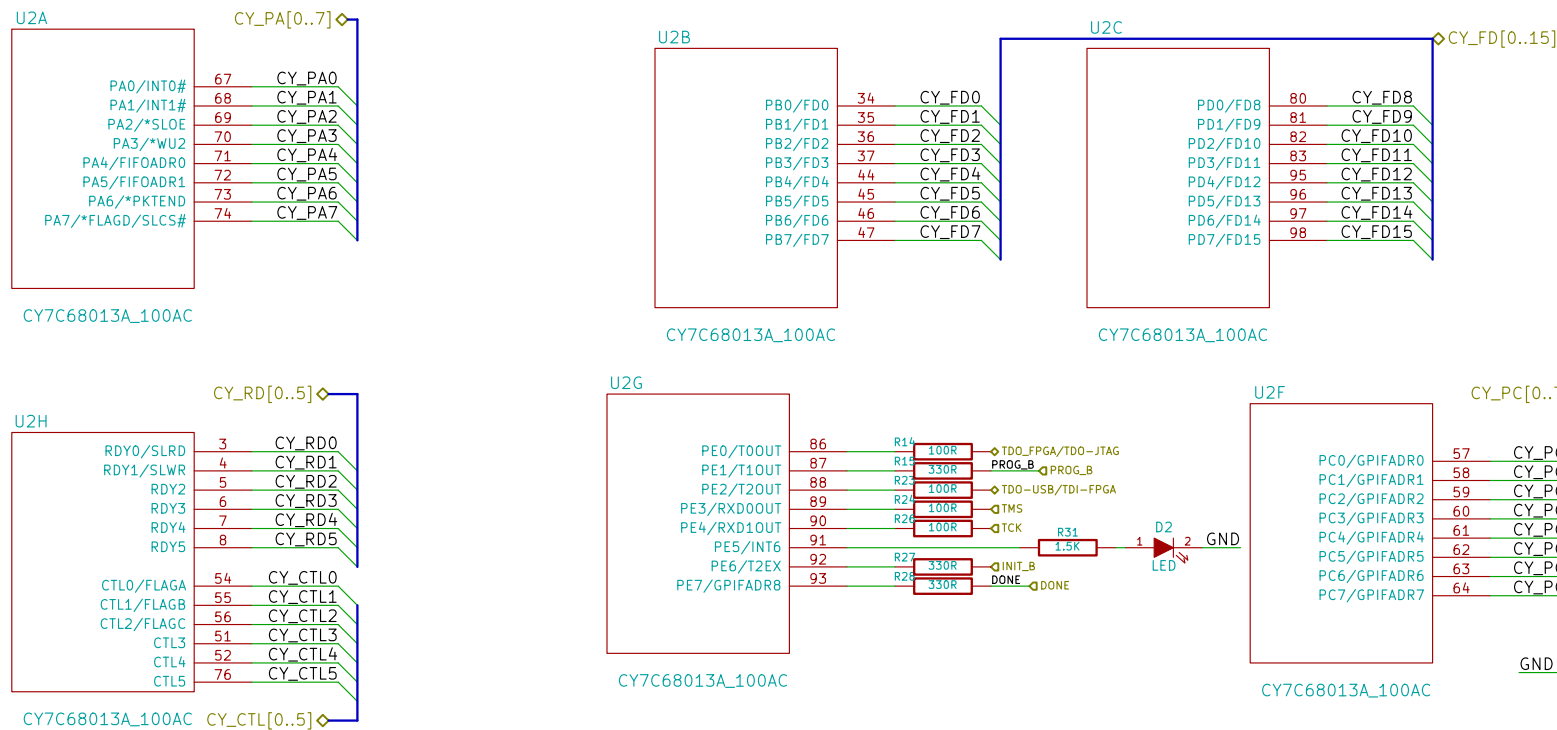 U2A
CY_PA[0..7]
PA0/INT0# 67 CY_PA0
PA1/INT1# 68 CY_PA1
PA2/*SLOE 69 CY_PA2
PA3/*WU2 70 CY_PA3
PA4/FIFOADR0 71 CY_PA4
PA5/FIFOADR1 72 CY_PA5
PA6/*PKTEND 73 CY_PA6
PA7/*FLAGD/SLCS# 74 CY_PA7
CY7C68013A_100AC
U2B
PB0/FD0 34 CY_FD0
PB1/FD1 35 CY_FD1
PB2/FD2 36 CY_FD2
PB3/FD3 37 CY_FD3
PB4/FD4 44 CY_FD4
PB5/FD5 45 CY_FD5
PB6/FD6 46 CY_FD6
PB7/FD7 47 CY_FD7
CY7C68013A_100AC
U2C
CY_FD[0..15]
PD0/FD8 80 CY_FD8
PD1/FD9 81 CY_FD9
PD2/FD10 82 CY_FD10
PD3/FD11 83 CY_FD11
PD4/FD12 95 CY_FD12
PD5/FD13 96 CY_FD13
PD6/FD14 97 CY_FD14
PD7/FD15 98 CY_FD15
CY7C68013A_100AC
CY_RD[0..5]
U2H
RDY0/SLRD 3 CY_RD0
RDY1/SLWR 4 CY_RD1
RDY2 5 CY_RD2
RDY3 6 CY_RD3
RDY4 7 CY_RD4
RDY5 8 CY_RD5
CTL0/FLAGA 54 CY_CTL0
CTL1/FLAGB 55 CY_CTL1
CTL2/FLAGC 56 CY_CTL2
CTL3 51 CY_CTL3
CTL4 52 CY_CTL4
CTL5 76 CY_CTL5
CY7C68013A_100AC CY_CTL[0..5]
U2G
PE0/T0OUT 86 R14 100R TDO_FPGA/TDO-JTAG
PE1/T1OUT 87 R15 330R PROG_B PROG_B
PE2/T2OUT 88 R23 100R TDO-USB/TDI-FPGA
PE3/RXD0OUT 89 R24 100R TMS
PE4/RXD1OUT 90 R26 100R TCK
PE5/INT6 91 R31 1.5K 1 D2 LED 2 GND
PE6/T2EX 92 R27 330R INIT_B
PE7/GPIFADR8 93 R28 330R DONE DONE
CY7C68013A_100AC
U2F
CY_PC[0..7
PC0/GPIFADR0 57 CY_PC
PC1/GPIFADR1 58 CY_PC
PC2/GPIFADR2 59 CY_PC
PC3/GPIFADR3 60 CY_PC
PC4/GPIFADR4 61 CY_PC
PC5/GPIFADR5 62 CY_PC
PC6/GPIFADR6 63 CY_PC
PC7/GPIFADR7 64 CY_PC
GND
CY7C68013A_100AC